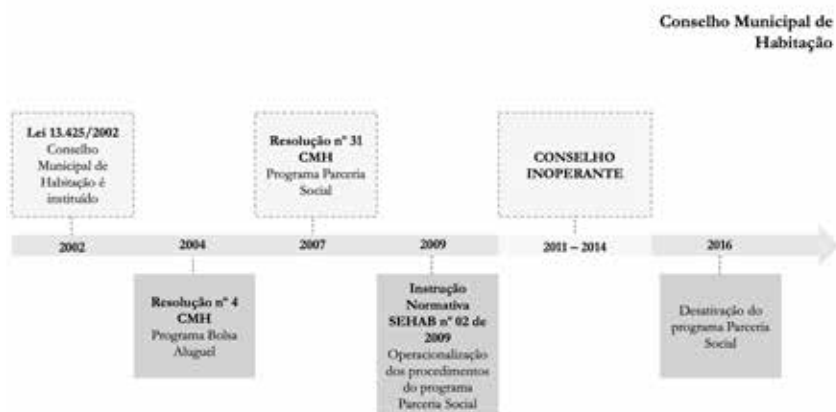 Conselho Municipal de
Habitação
Lei 13.425/2002
Conselho
Municipal de
Habitação é
instituído
Resolução nº 31
CMH
Programa Parceria
Social
CONSELHO
INOPERANTE
2002
2004
2007
2009
2011 – 2014
2016
Resolução nº 4
CMH
Programa Bolsa
Aluguel
Instrução
Normativa
SEHAB nº 02 de
2009
Operacionalização
dos procedimentos
do programa
Parceria Social
Desativação do
programa Parceria
Social